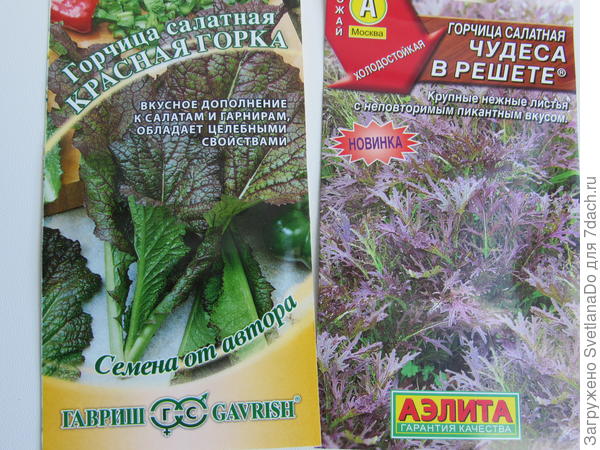 Горчица салатная
КРАСНАЯ ГОРКА
ВКУСНОЕ ДОПОЛНЕНИЕ
К САЛАТАМ И ГАРНИРАМ,
ОБЛАДАЕТ ЦЕЛЕБНЫМИ
СВОЙСТВАМИ
Семена от автора
ГАВРИШ ГС GAVRISH®
А
Москва
ХОЛОДОСТОЙКАЯ
ГОРЧИЦА САЛАТНАЯ
ЧУДЕСА
В РЕШЕТЕ®
Крупные нежные листья
с неповторимым пикантным вкусом.
НОВИНКА
АЭЛИТА
ГАРАНТИЯ КАЧЕСТВА
Загружено SvetlanaDo для 7dach.ru/